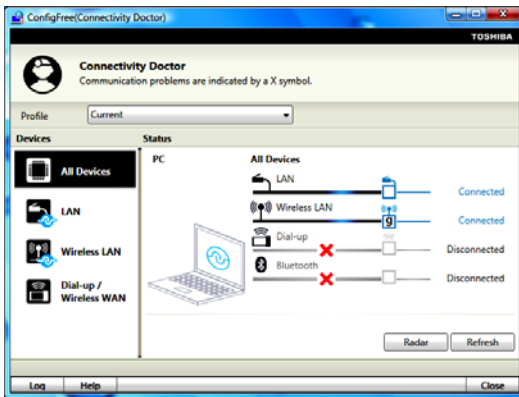 ConfigFree(Connectivity Doctor)
TOSHIBA
Connectivity Doctor
Communication problems are indicated by a X symbol.
Profile
Current
Devices
Status
All Devices
LAN
Wireless LAN
Dial-up /
Wireless WAN
PC
All Devices
LAN
Connected
Wireless LAN
g
Connected
Dial-up
Disconnected
Bluetooth
Disconnected
Radar
Refresh
Log
Help
Close